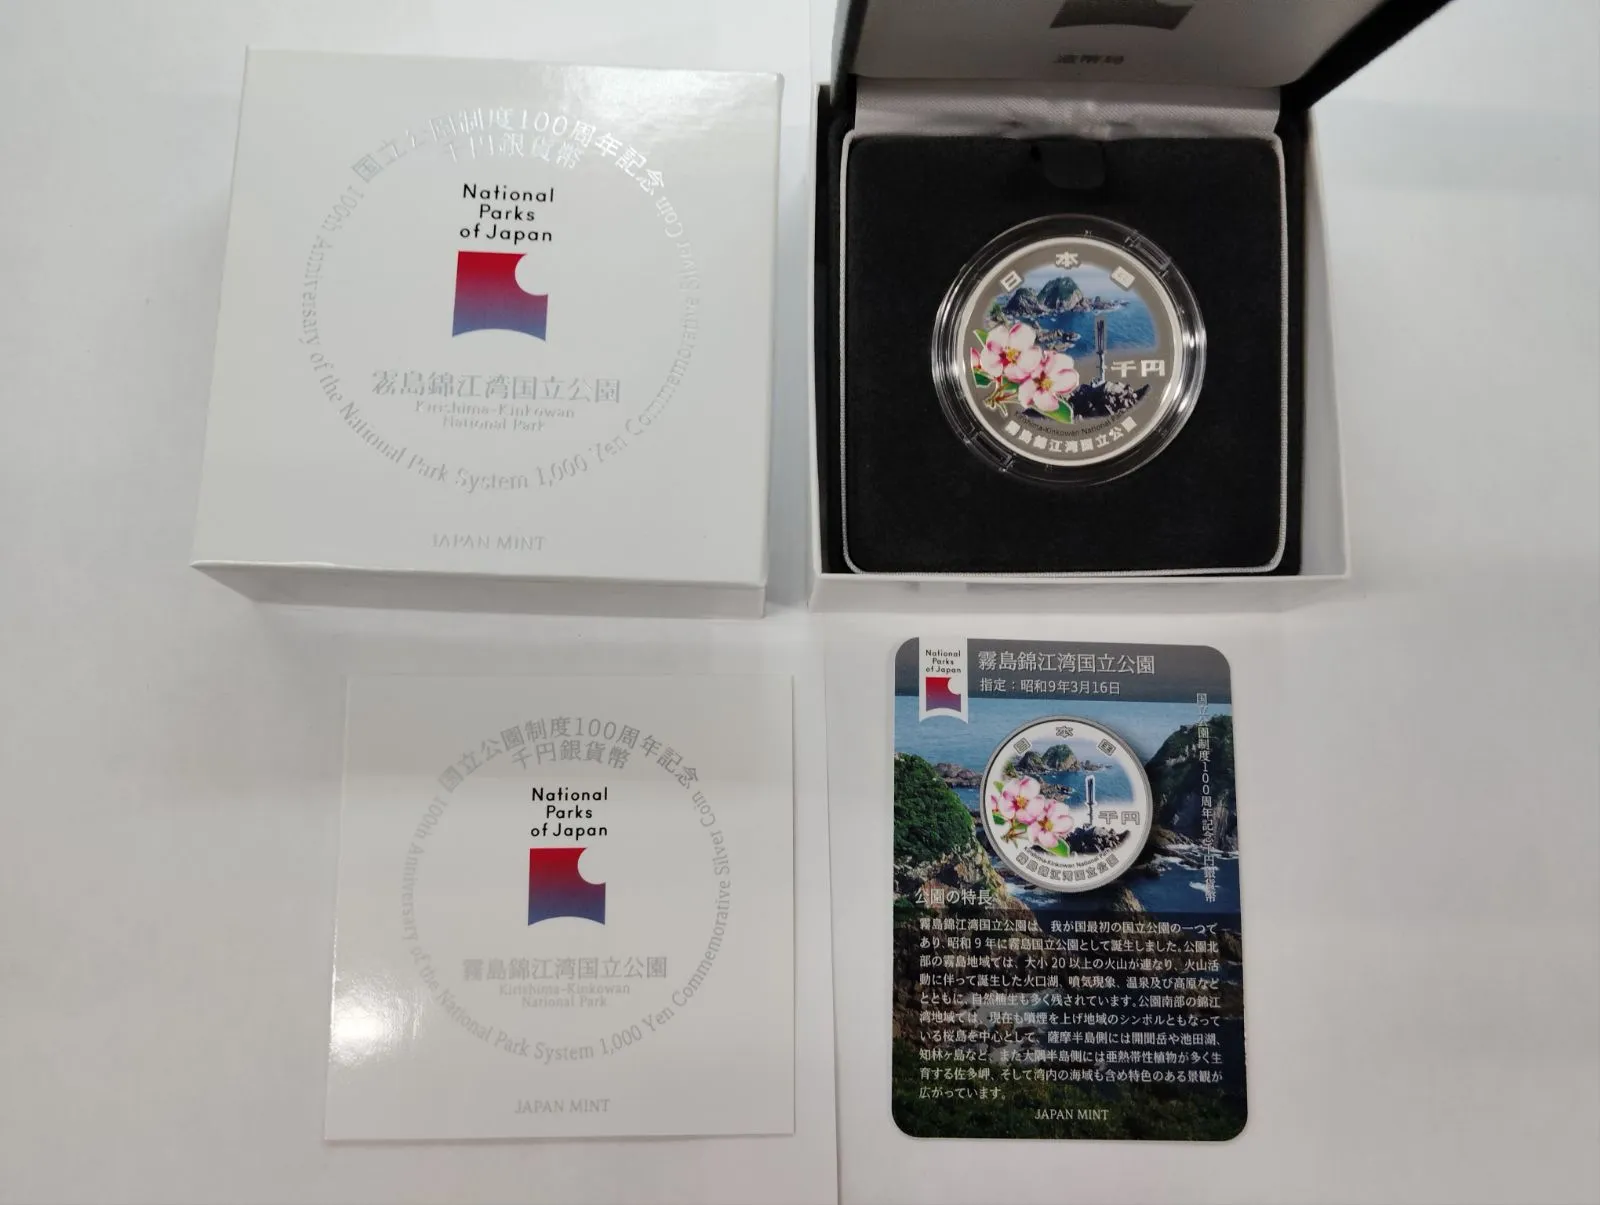 国立公園制度100周年記念
千円銀貨幣
National
Parks
of Japan
霧島錦江湾国立公園
Kirishima-Kinkowan
National Park
100th Anniversary of the National Park System 1,000 Yen Commemorative Silver Coin
JAPAN MINT
造幣局
日本国
千円
Kirishima-Kinkowan National Park
霧島錦江湾国立公園
国立公園制度100周年記念
千円銀貨幣
National
Parks
of Japan
霧島錦江湾国立公園
Kirishima-Kinkowan
National Park
100th Anniversary of the National Park System 1,000 Yen Commemorative Silver Coin
JAPAN MINT
National
Parks
of Japan
霧島錦江湾国立公園
指定：昭和9年3月16日
国立公園制度100周年記念千円銀貨幣
日本国
千円
Kirishima-Kinkowan National Park
霧島錦江湾国立公園
公園の特長
霧島錦江湾国立公園は、我が国最初の国立公園の一つで
あり、昭和9年に霧島国立公園として誕生しました。公園北
部の霧島地域では、大小20以上の火山が連なり、火山活
動に伴って誕生した火口湖、噴気現象、温泉及び高原など
とともに、自然植生も多く残されています。公園南部の錦江
湾地域では、現在も噴煙を上げ地域のシンボルともなって
いる桜島を中心として、薩摩半島側には開聞岳や池田湖、
知林ヶ島など、また大隅半島側には亜熱帯性植物が多く生
育する佐多岬、そして湾内の海域も含め特色のある景観が
広がっています。
JAPAN MINT